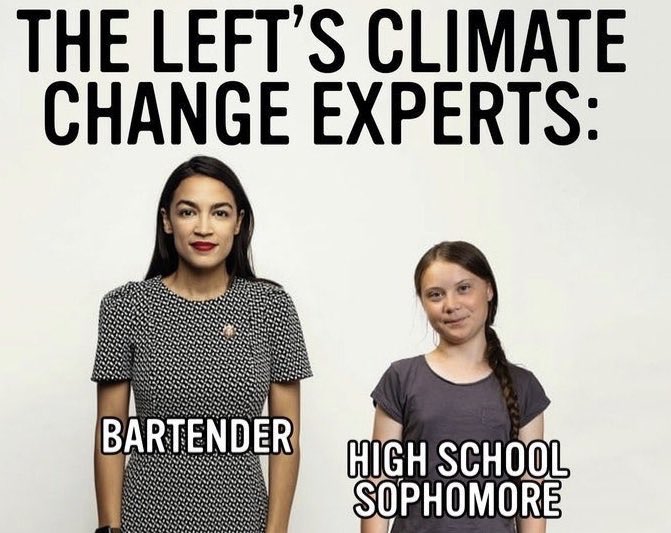 THE LEFT'S CLIMATE
CHANGE EXPERTS:
BARTENDER
HIGH SCHOOL
SOPHOMORE